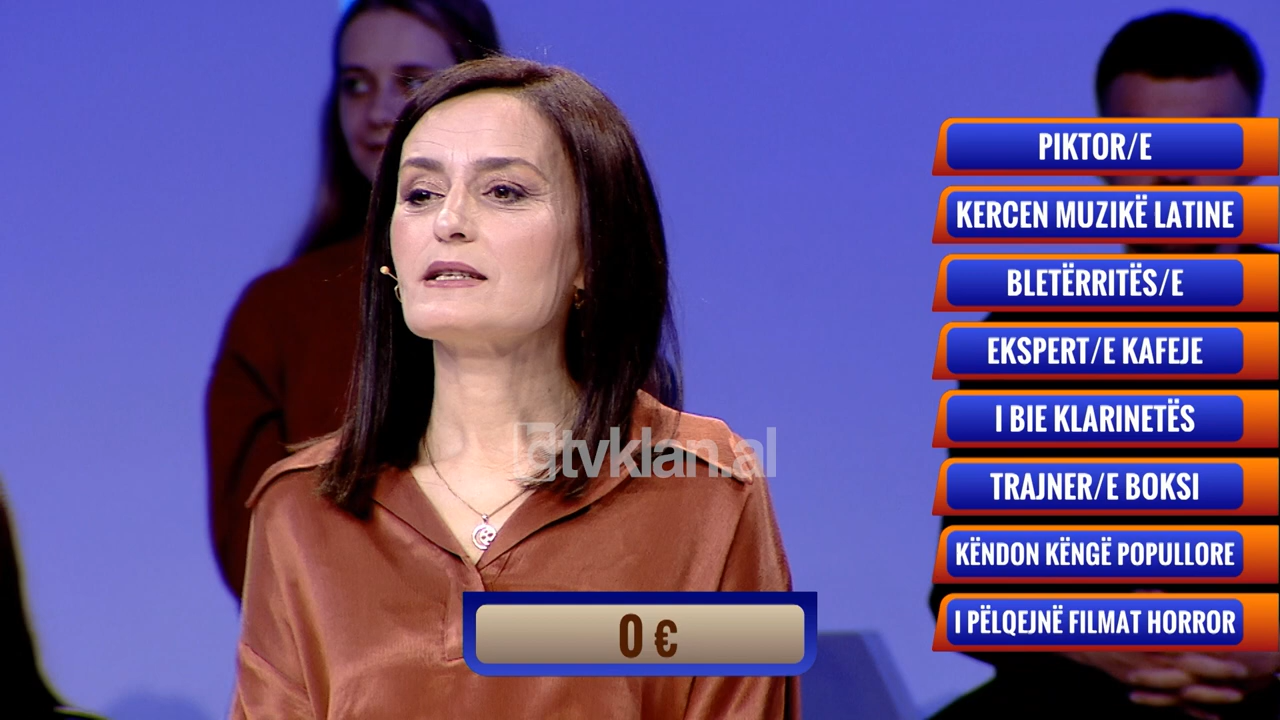 PIKTOR/E
KERCEN MUZIKË LATINE
BLETËRRITËS/E
EKSPERT/E KAFEJE
I BIE KLARINETËS
tvklan.al
TRAJNER/E BOKSI
KËNDON KËNGË POPULLORE
I PËLQEJNË FILMAT HORROR
0 €